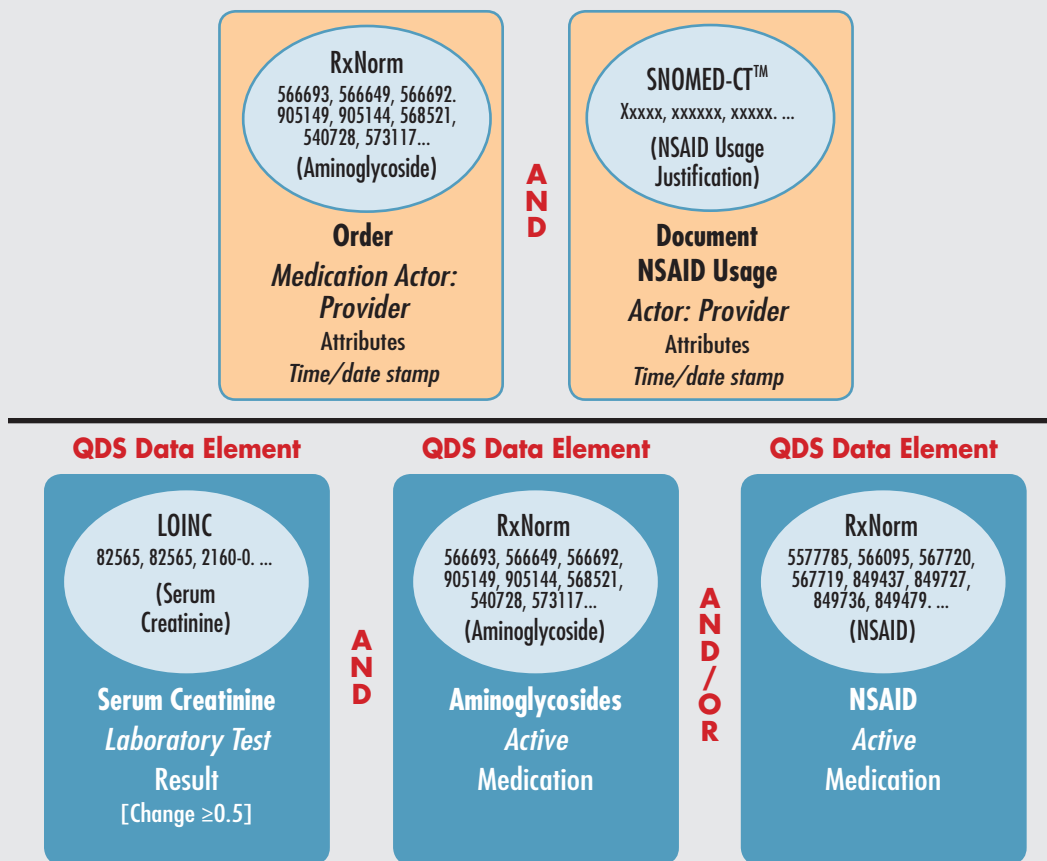 RxNorm
566693, 566649, 566692.
905149, 905144, 568521,
540728, 573117...
(Aminoglycoside)
Order
Medication Actor:
Provider
Attributes
Time/date stamp
AND
SNOMED-CT™
Xxxxx, xxxxxx, xxxxx. ...
(NSAID Usage
Justification)
Document
NSAID Usage
Actor: Provider
Attributes
Time/date stamp
QDS Data Element
LOINC
82565, 82565, 2160-0. ...
(Serum
Creatinine)
Serum Creatinine
Laboratory Test
Result
[Change ≥0.5]
AND
QDS Data Element
RxNorm
566693, 566649, 566692,
905149, 905144, 568521,
540728, 573117...
(Aminoglycoside)
Aminoglycosides
Active
Medication
AND/OR
QDS Data Element
RxNorm
5577785, 566095, 567720,
567719, 849437, 849727,
849736, 849479. ...
(NSAID)
NSAID
Active
Medication